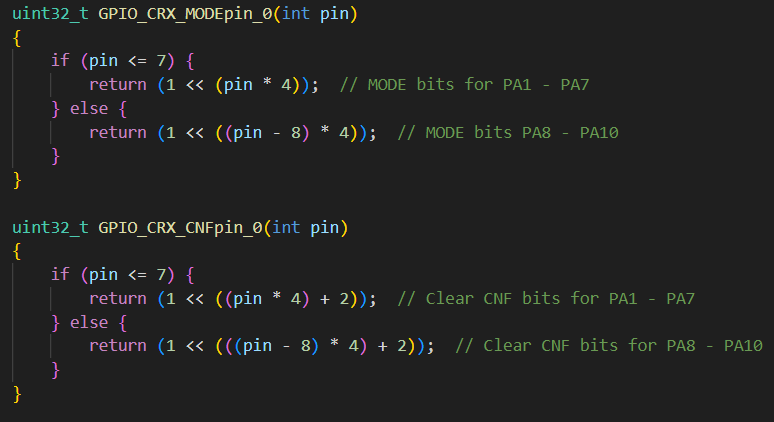 uint32_t GPIO_CRX_MODEpin_0(int pin)
{
    if (pin <= 7) {
        return (1 << (pin * 4));  // MODE bits for PA1 - PA7
    } else {
        return (1 << ((pin - 8) * 4));  // MODE bits PA8 - PA10
    }
}

uint32_t GPIO_CRX_CNFpin_0(int pin)
{
    if (pin <= 7) {
        return (1 << ((pin * 4) + 2));  // Clear CNF bits for PA1 - PA7
    } else {
        return (1 << (((pin - 8) * 4) + 2));  // Clear CNF bits for PA8 - PA10
    }
}